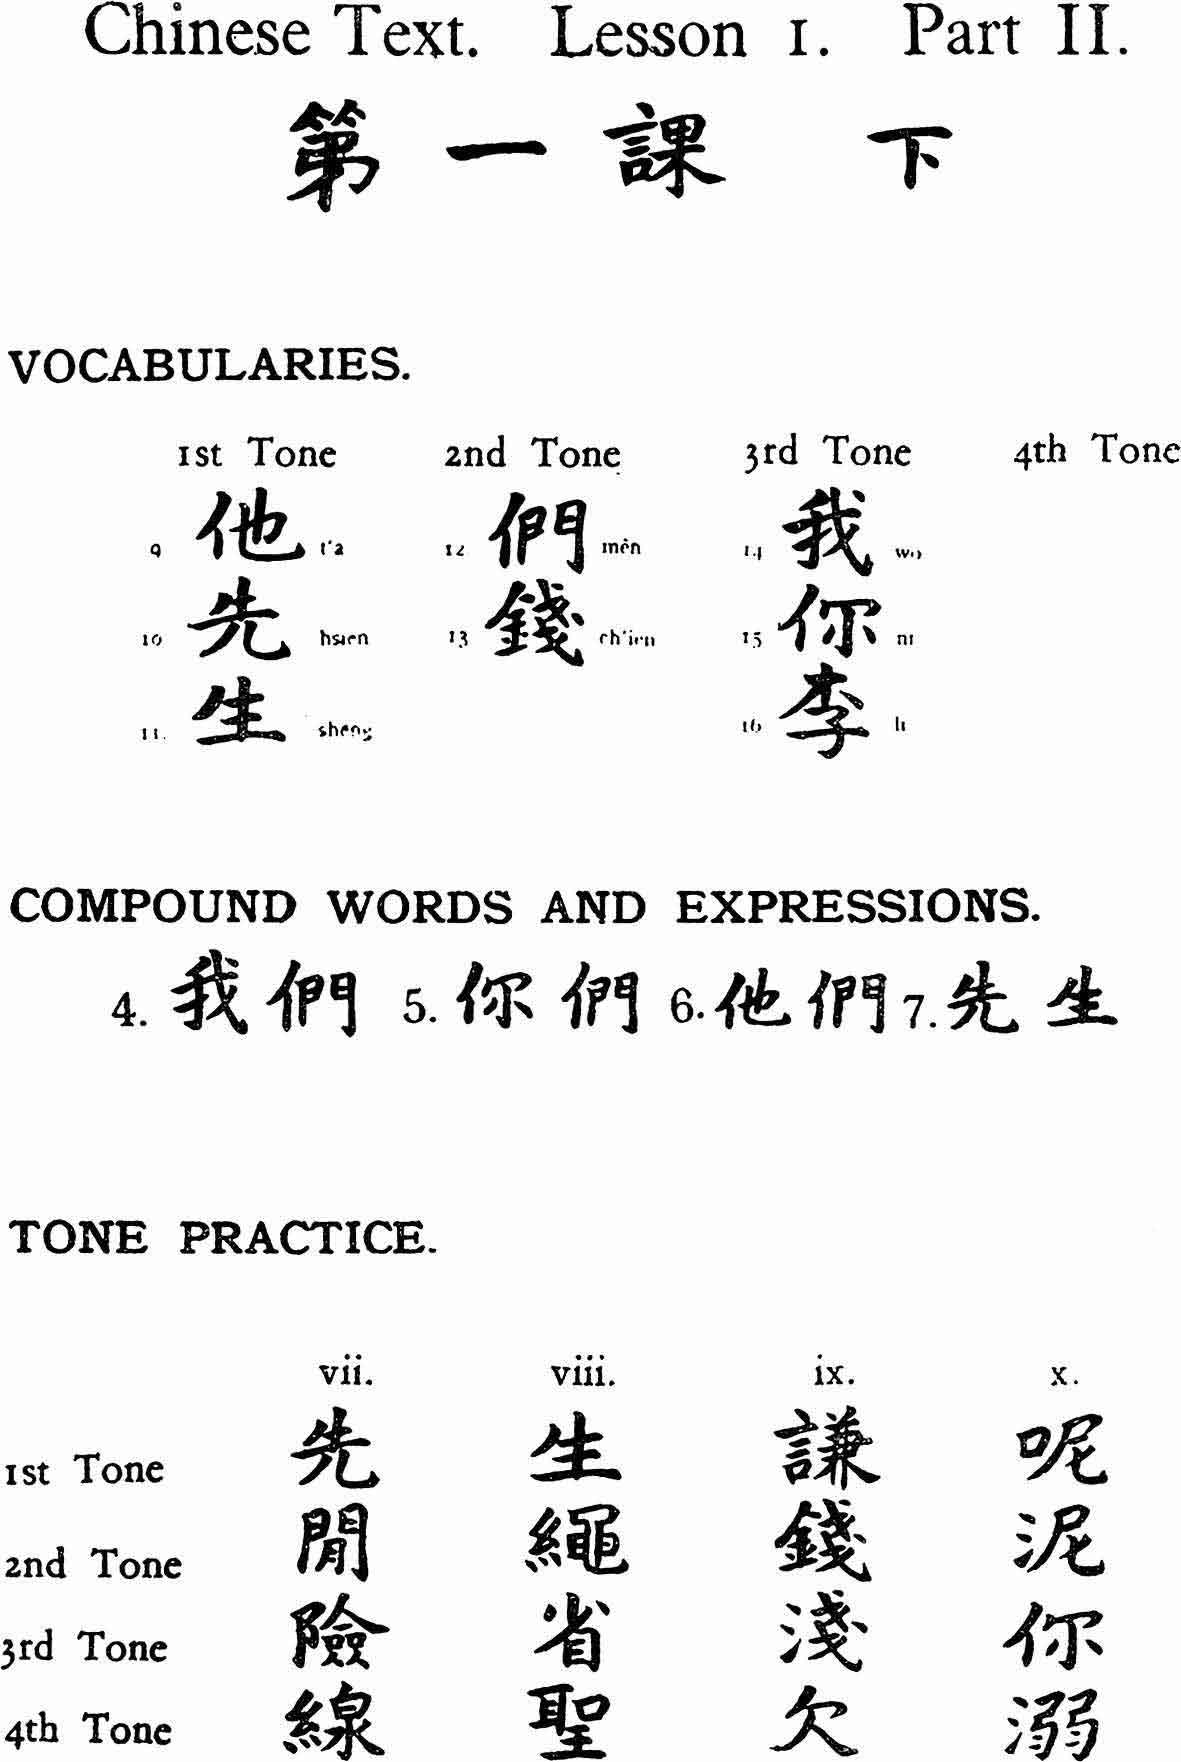 Chinese Text. Lesson 1. Part II.
第 一 課 下
VOCABULARIES.
1st Tone 2nd Tone 3rd Tone 4th Tone
9 他 t'a 12 們 mên 14 我 wo
10 先 hsien 13 錢 ch'ien 15 你 ni
11. 生 sheng 16 李 li
COMPOUND WORDS AND EXPRESSIONS.
4. 我 們 5. 你 們 6. 他 們 7. 先 生
TONE PRACTICE.
vii. viii. ix. x.
1st Tone 先 生 謙 呢
2nd Tone 閒 繩 錢 泥
3rd Tone 險 省 淺 你
4th Tone 線 聖 欠 溺